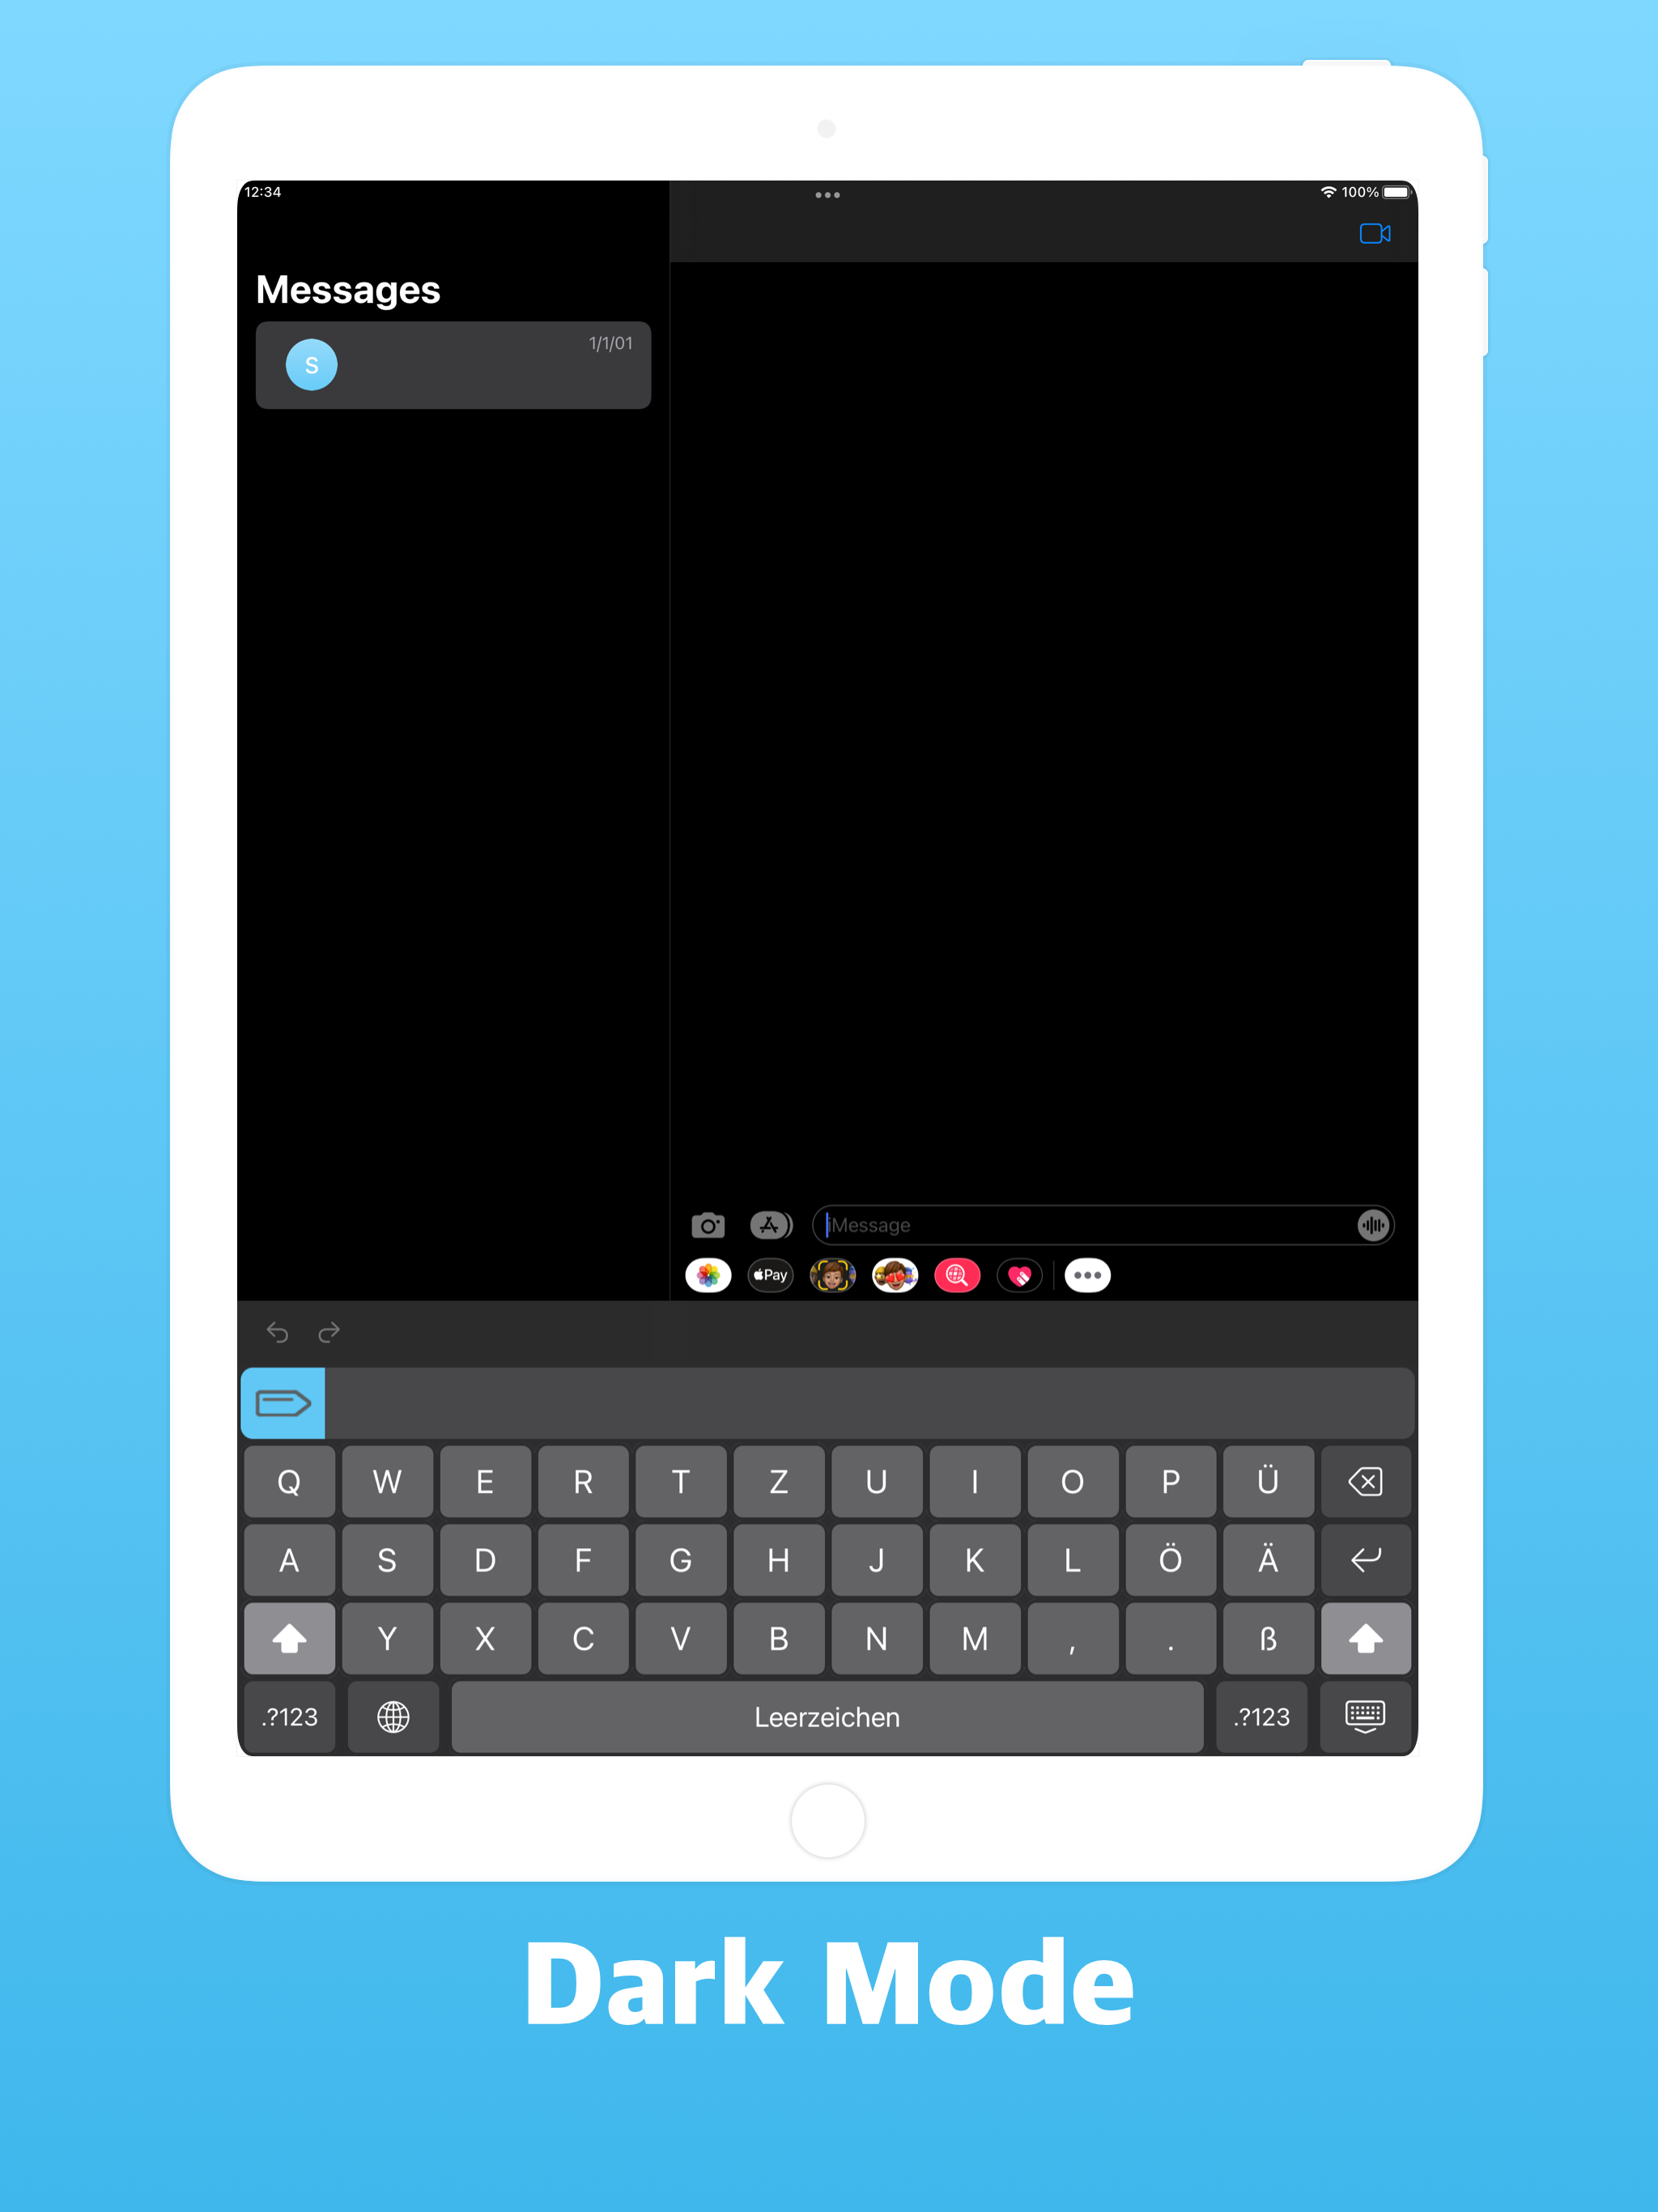 12:34
100%
Messages
1/1/01
S
iMessage
Pay
Q W E R T Z U I O P Ü
A S D F G H J K L Ö Ä
Y X C V B N M , . ß
.?123 Leerzeichen .?123
Dark Mode